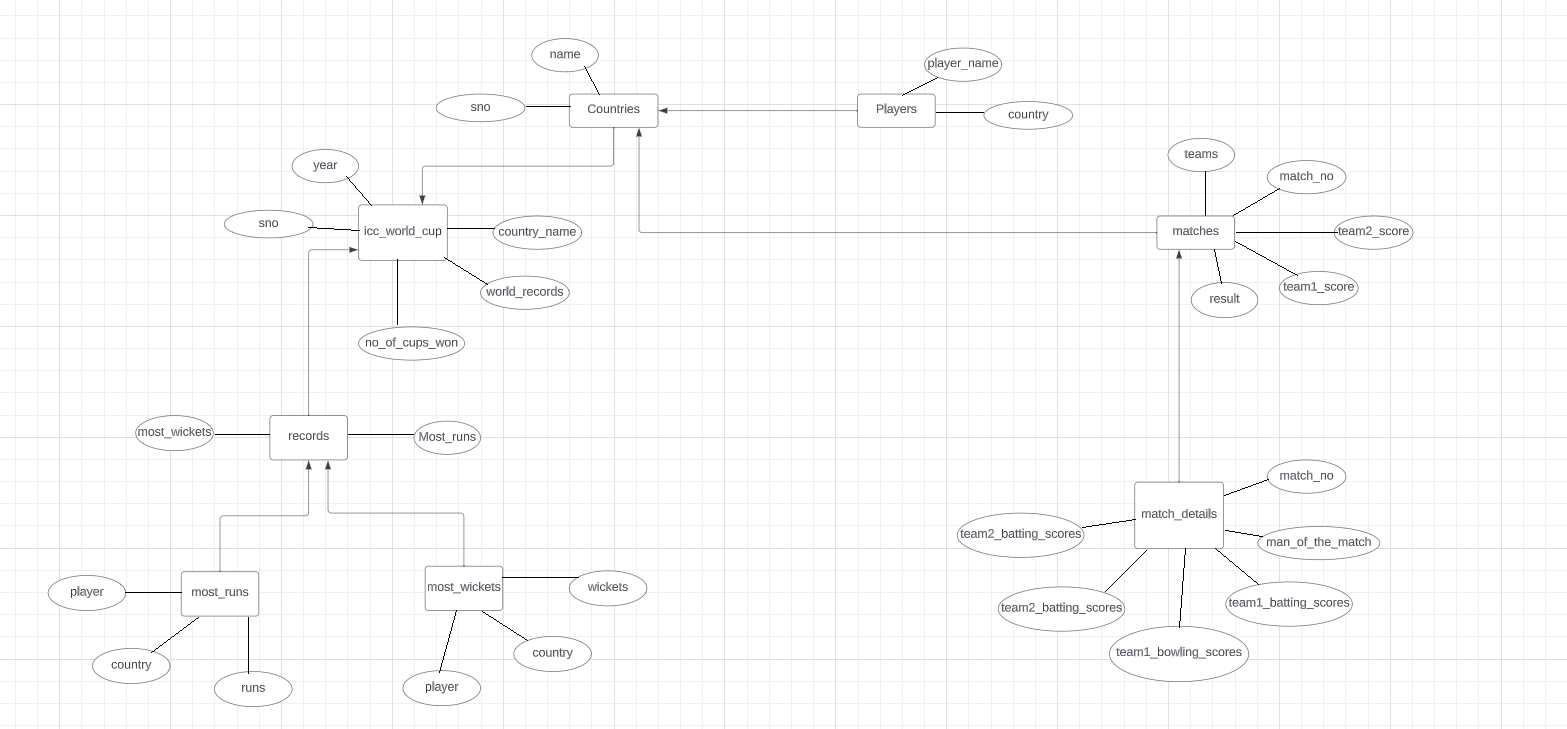 name
player_name
sno
Countries
Players
country
year
teams
match_no
sno
icc_world_cup
country_name
matches
team2_score
world_records
result
team1_score
no_of_cups_won
most_wickets
records
Most_runs
match_no
match_details
team2_batting_scores
man_of_the_match
player
most_runs
most_wickets
wickets
team2_batting_scores
team1_batting_scores
country
country
team1_bowling_scores
runs
player